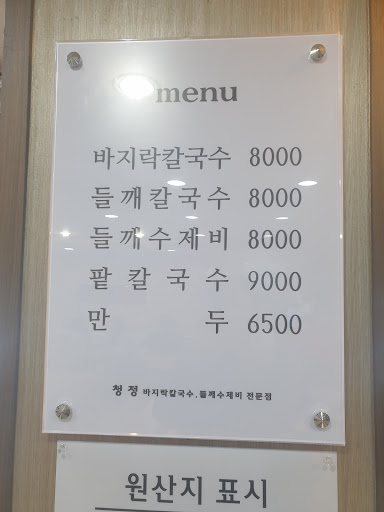 menu
바지락칼국수 8000
들깨칼국수 8000
들깨수제비 8000
팥칼국수 9000
만두 6500
청정 바지락칼국수,들깨수제비 전문점
원산지 표시